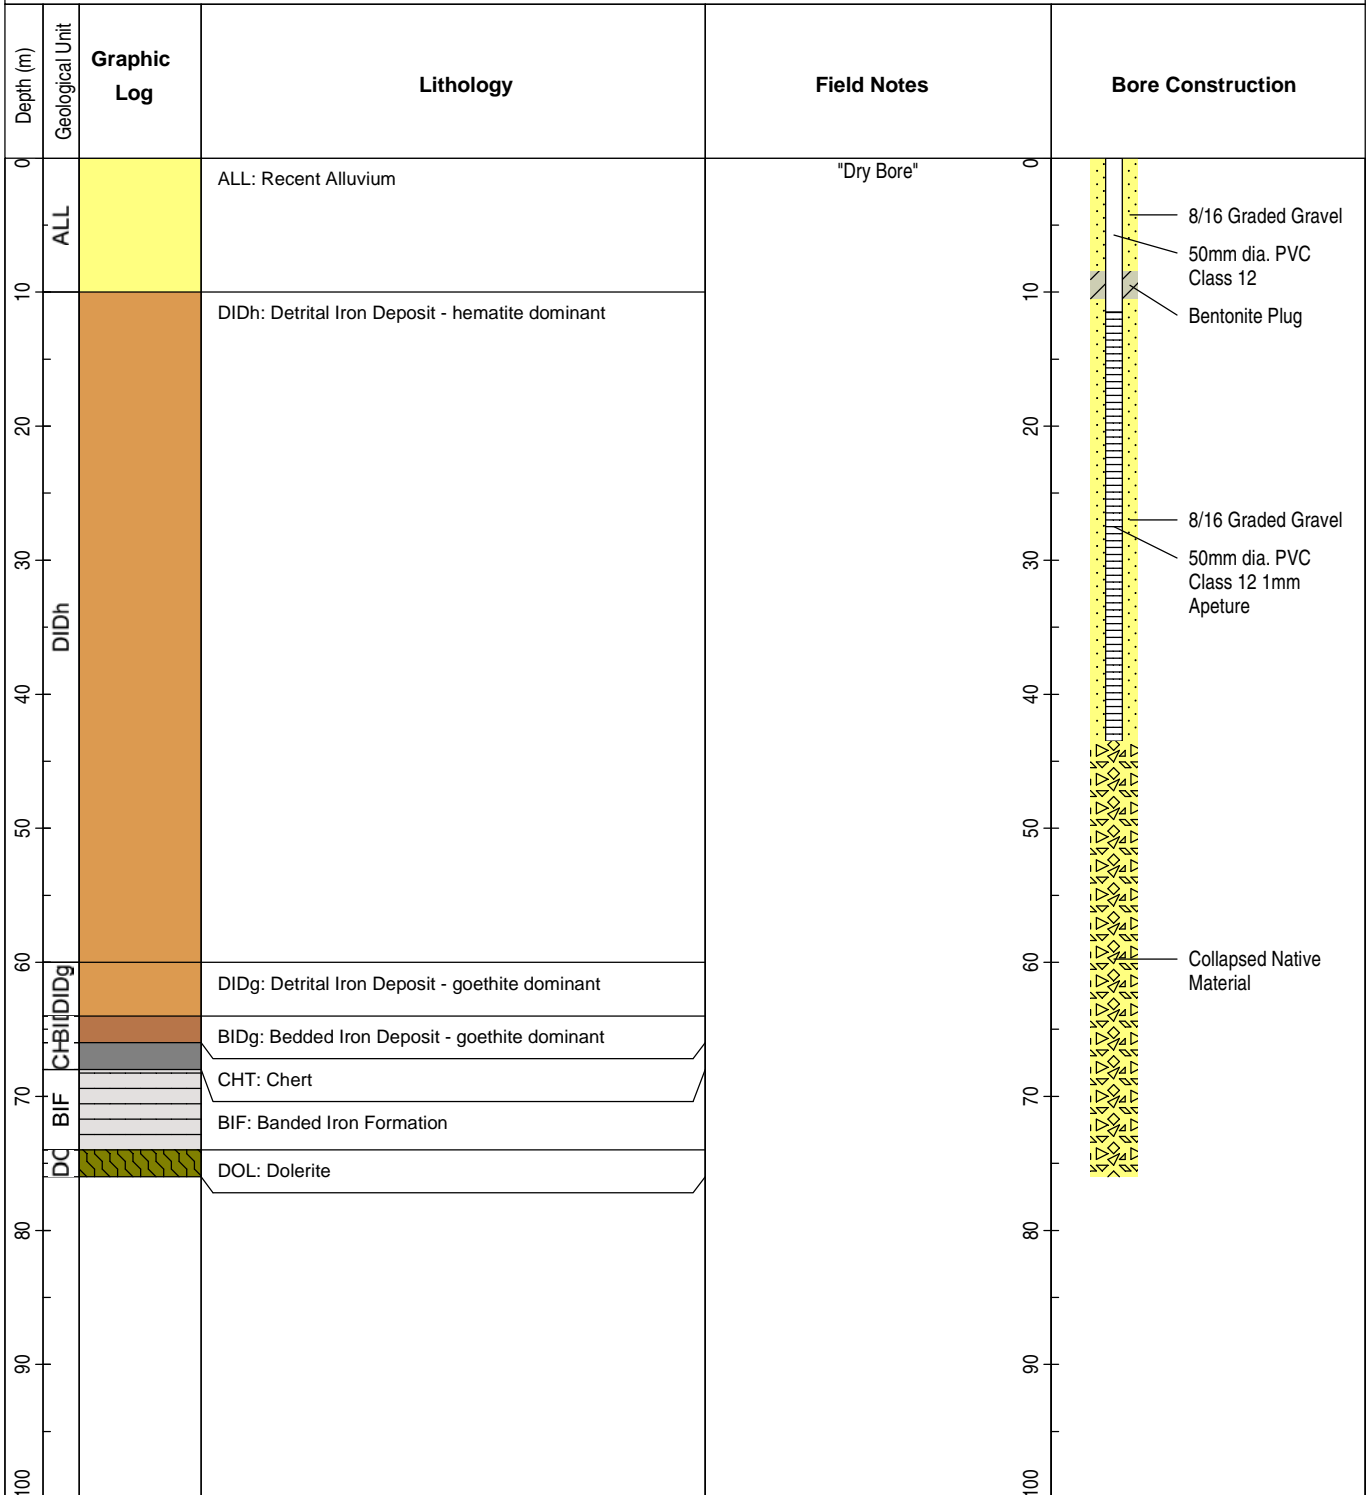 Depth (m)
Geological Unit
Graphic
Log
Lithology
Field Notes
Bore Construction
0
ALL
ALL: Recent Alluvium
"Dry Bore"
0
8/16 Graded Gravel
50mm dia. PVC
Class 12
Bentonite Plug
10
DIDh: Detrital Iron Deposit - hematite dominant
10
20
20
8/16 Graded Gravel
50mm dia. PVC
Class 12 1mm
Apeture
30
30
DIDh
40
40
50
50
60
60
Collapsed Native
Material
DIDg
DIDg: Detrital Iron Deposit - goethite dominant
BI
BIDg: Bedded Iron Deposit - goethite dominant
CH
CHT: Chert
70
70
BIF
BIF: Banded Iron Formation
DO
DOL: Dolerite
80
80
90
90
100
100